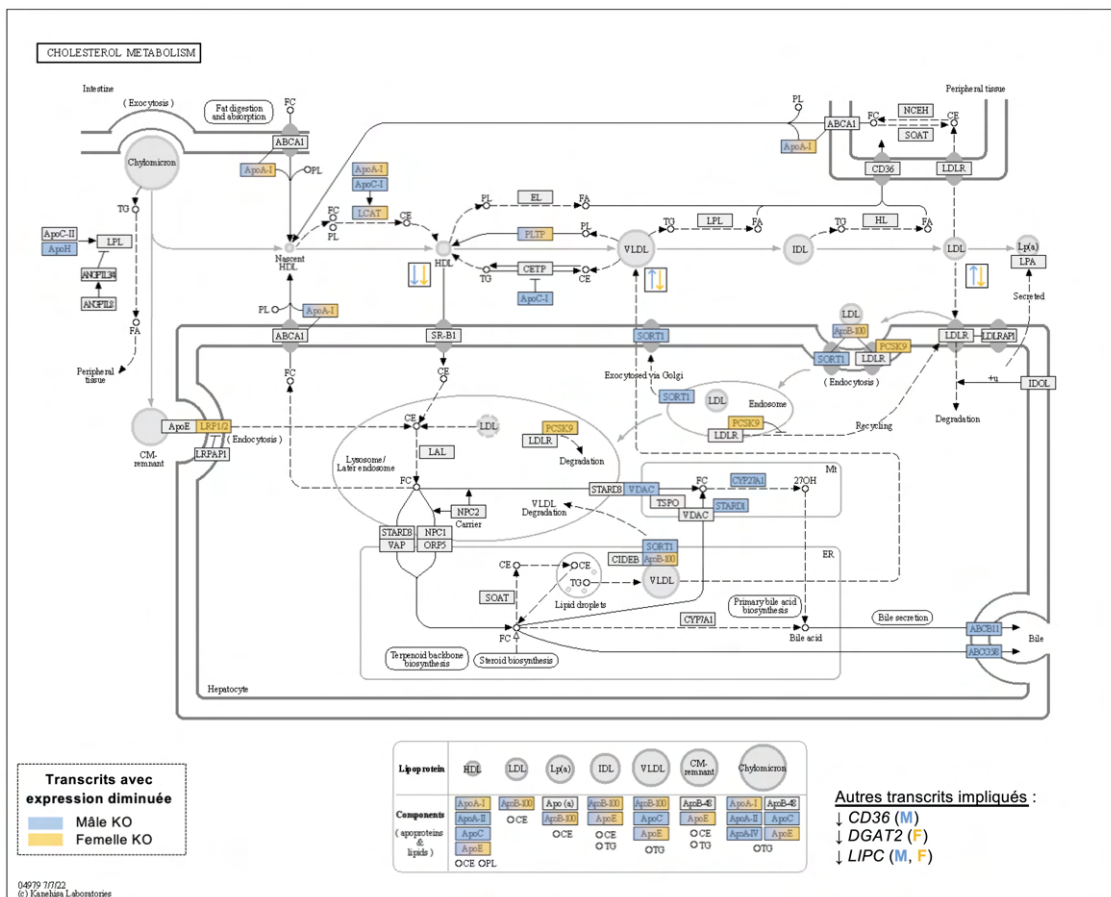 CHOLESTEROL METABOLISM
Intestine
( Exocytosis )
Fat digestion
and absorption
FC
Peripheral tissue
PL
ABCA1
FC
NCEH
CE
SOAT
ABCA1
ApoA-I
PL
ApoA-I
Chylomicron
ApoA-I
ApoC-I
LCAT
CD36
LDLR
TG
FC
PL
CE
PL
EL
FA
ApoC-II
ApoH
LPL
PLTP
PL
TG
LPL
FA
TG
HL
FA
Nascent
HDL
HDL
VLDL
IDL
LDL
Lp(a)
LPA
TG
CETP
CE
ApoC-I
ANGPTL3/4
ANGPTL8
Secreted
PL
ApoA-I
FA
LDL
ApoB-100
ABCA1
SR-B1
SORT1
SORT1
LDLR
PCSK9
LDLR
LDLRAP1
Peripheral
tissue
FC
CE
Exocytosed via Golgi
( Endocytosis )
+u
IDOL
SORT1
LDL
Endosome
Degradation
ApoE
LRP1/2
( Endocytosis )
LRPAP1
CM-
remnant
CE
LDL
PCSK9
LDLR
Degradation
PCSK9
LDLR
Recycling
LAL
Lysosome/
Later endosome
FC
NPC2
Carrier
STARD3
VDAC
FC
CYP27A1
27OH
Mt
TSPO
VDAC
STARD1
VLDL
Degradation
STARD3
VAP
NPC1
ORP5
SORT1
CIDEB
ApoB-100
VLDL
ER
CE
CE
TG
Lipid droplets
SOAT
FC
CYP7A1
Primary bile acid
biosynthesis
Bile acid
Bile secretion
ABCB11
ABCG5/8
Bile
Terpenoid backbone
biosynthesis
Steroid biosynthesis
Hepatocyte
Lipoprotein
HDL
LDL
Lp(a)
IDL
VLDL
CM-
remnant
Chylomicron
Components
( apoproteins
&
lipids )
ApoA-I
ApoA-II
ApoC
ApoE
CE PL
ApoB-100
CE
Apo (a)
ApoB-100
CE
ApoB-100
ApoE
CE
TG
ApoB-100
ApoC
ApoE
TG
ApoB-48
ApoE
CE
TG
ApoA-I ApoB-48
ApoA-II ApoC
ApoA-IV ApoE
TG
Transcrits avec
expression diminuée
Mâle KO
Femelle KO
Autres transcrits impliqués :
↓ CD36 (M)
↓ DGAT2 (F)
↓ LIPC (M, F)
04979 7/7/22
(c) Kanehisa Laboratories